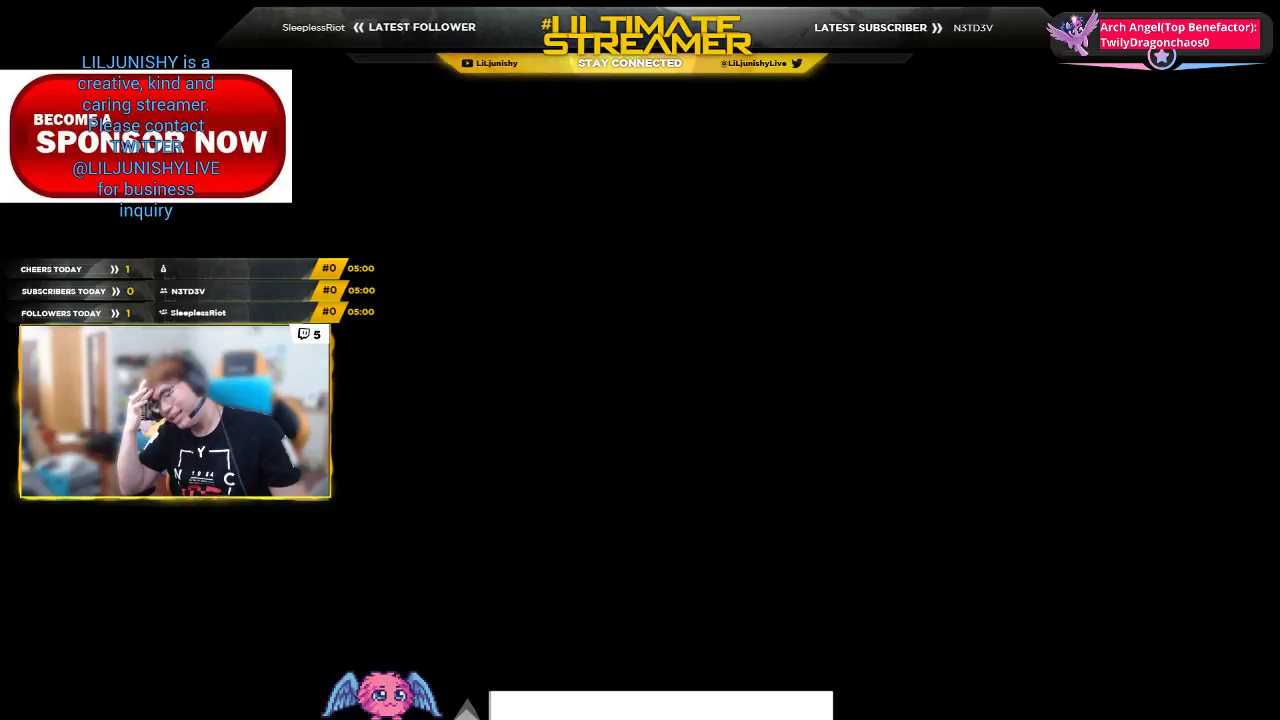 SleeplessRiot
LATEST FOLLOWER
#ULTIMATE
STREAMER
LATEST SUBSCRIBER
N3TD3V
Arch Angel(Top Benefactor):
TwilyDragonchaos0
LiLjunishy
STAY CONNECTED
@LiLjunishyLive
LILJUNISHY is a
creative, kind and
caring streamer.
Please contact
TWITTER
@LILJUNISHYLIVE
for business
inquiry
BECOME A
SPONSOR NOW
CHEERS TODAY 1 #0 05:00
SUBSCRIBERS TODAY 0 N3TD3V #0 05:00
FOLLOWERS TODAY 1 SleeplessRiot #0 05:00
5
Y
N C
1984